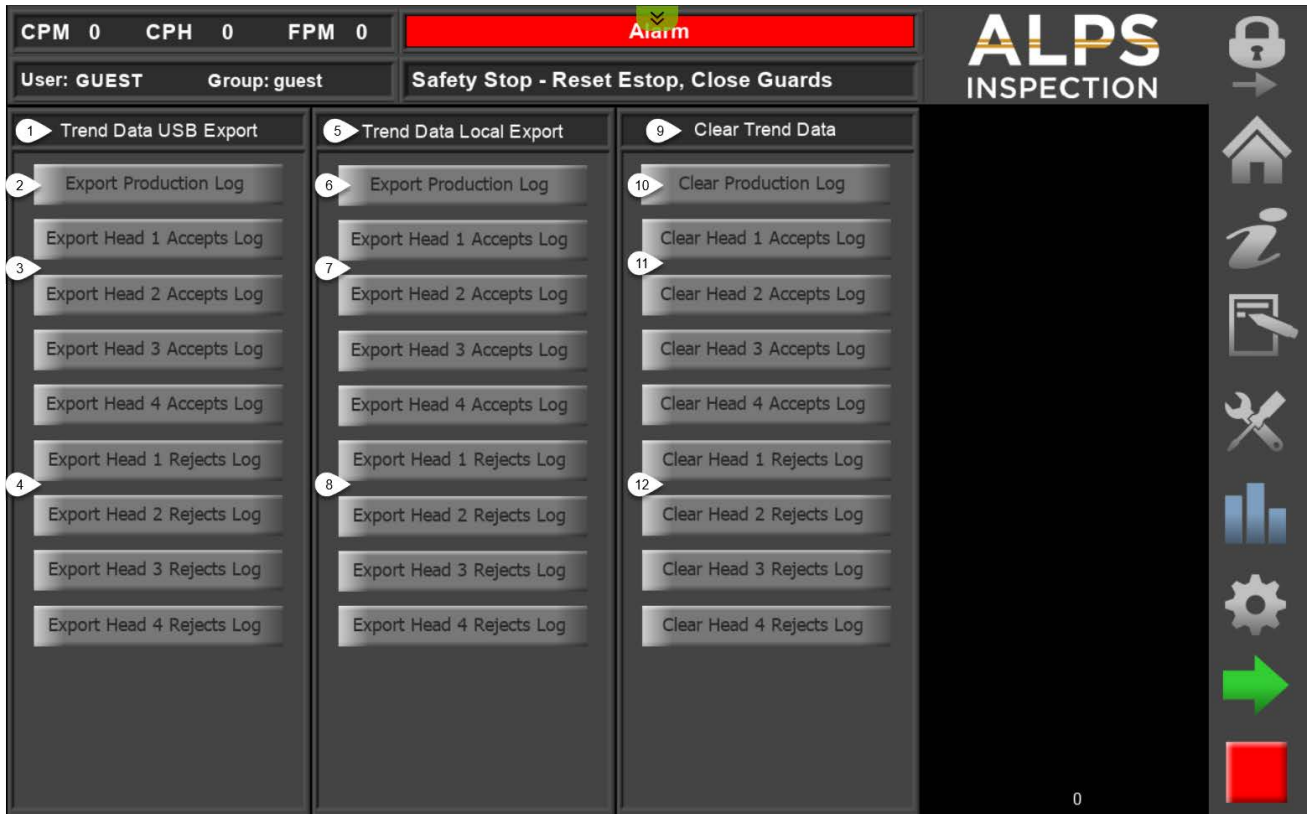 CPM 0 CPH 0 FPM 0
Alarm
User: GUEST Group: guest
Safety Stop - Reset Estop, Close Guards
ALPS
INSPECTION
1 Trend Data USB Export
2 Export Production Log
Export Head 1 Accepts Log
3
Export Head 2 Accepts Log
Export Head 3 Accepts Log
Export Head 4 Accepts Log
Export Head 1 Rejects Log
4
Export Head 2 Rejects Log
Export Head 3 Rejects Log
Export Head 4 Rejects Log
5 Trend Data Local Export
6 Export Production Log
Export Head 1 Accepts Log
7
Export Head 2 Accepts Log
Export Head 3 Accepts Log
Export Head 4 Accepts Log
Export Head 1 Rejects Log
8
Export Head 2 Rejects Log
Export Head 3 Rejects Log
Export Head 4 Rejects Log
9 Clear Trend Data
10 Clear Production Log
Clear Head 1 Accepts Log
11
Clear Head 2 Accepts Log
Clear Head 3 Accepts Log
Clear Head 4 Accepts Log
Clear Head 1 Rejects Log
12
Clear Head 2 Rejects Log
Clear Head 3 Rejects Log
Clear Head 4 Rejects Log
0